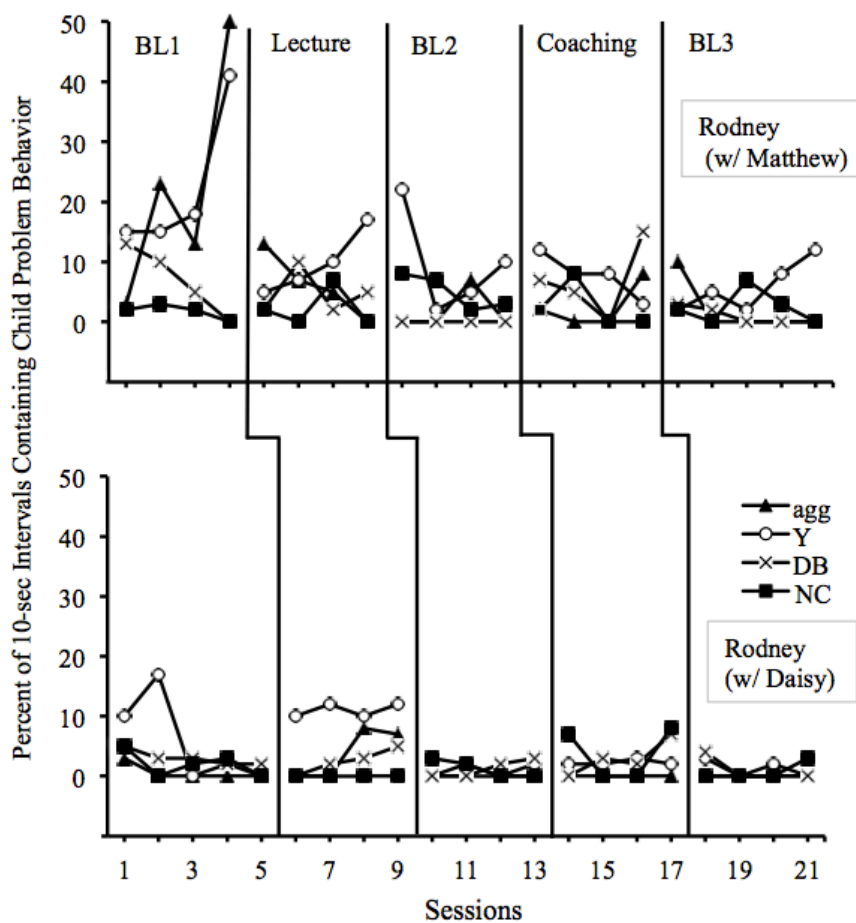 50
BL1 Lecture BL2 Coaching BL3
40
Rodney
(w/ Matthew)
30
20
10
0
Percent of 10-sec Intervals Containing Child Problem Behavior
50
agg
Y
DB
NC
40
30
20
Rodney
(w/ Daisy)
10
0
1 3 5 7 9 11 13 15 17 19 21
Sessions